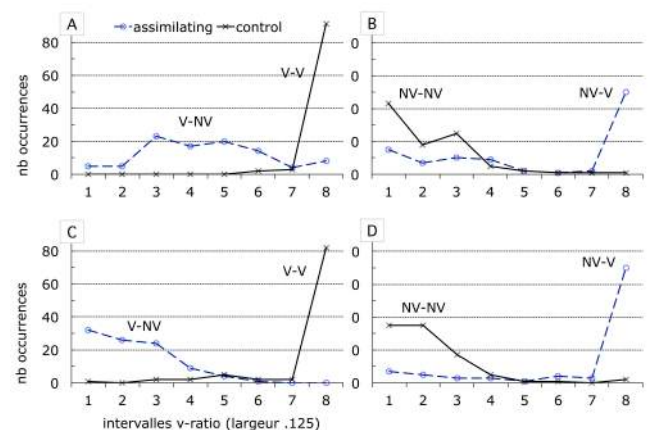 A
assimilating control
B
80
60
40
20
0
nb occurrences
V-V
V-NV
1 2 3 4 5 6 7 8
0
0
0
0
0
NV-NV
NV-V
1 2 3 4 5 6 7 8
C
80
60
40
20
0
nb occurrences
V-V
V-NV
1 2 3 4 5 6 7 8
intervalles v-ratio (largeur .125)
D
0
0
0
0
0
NV-V
NV-NV
1 2 3 4 5 6 7 8